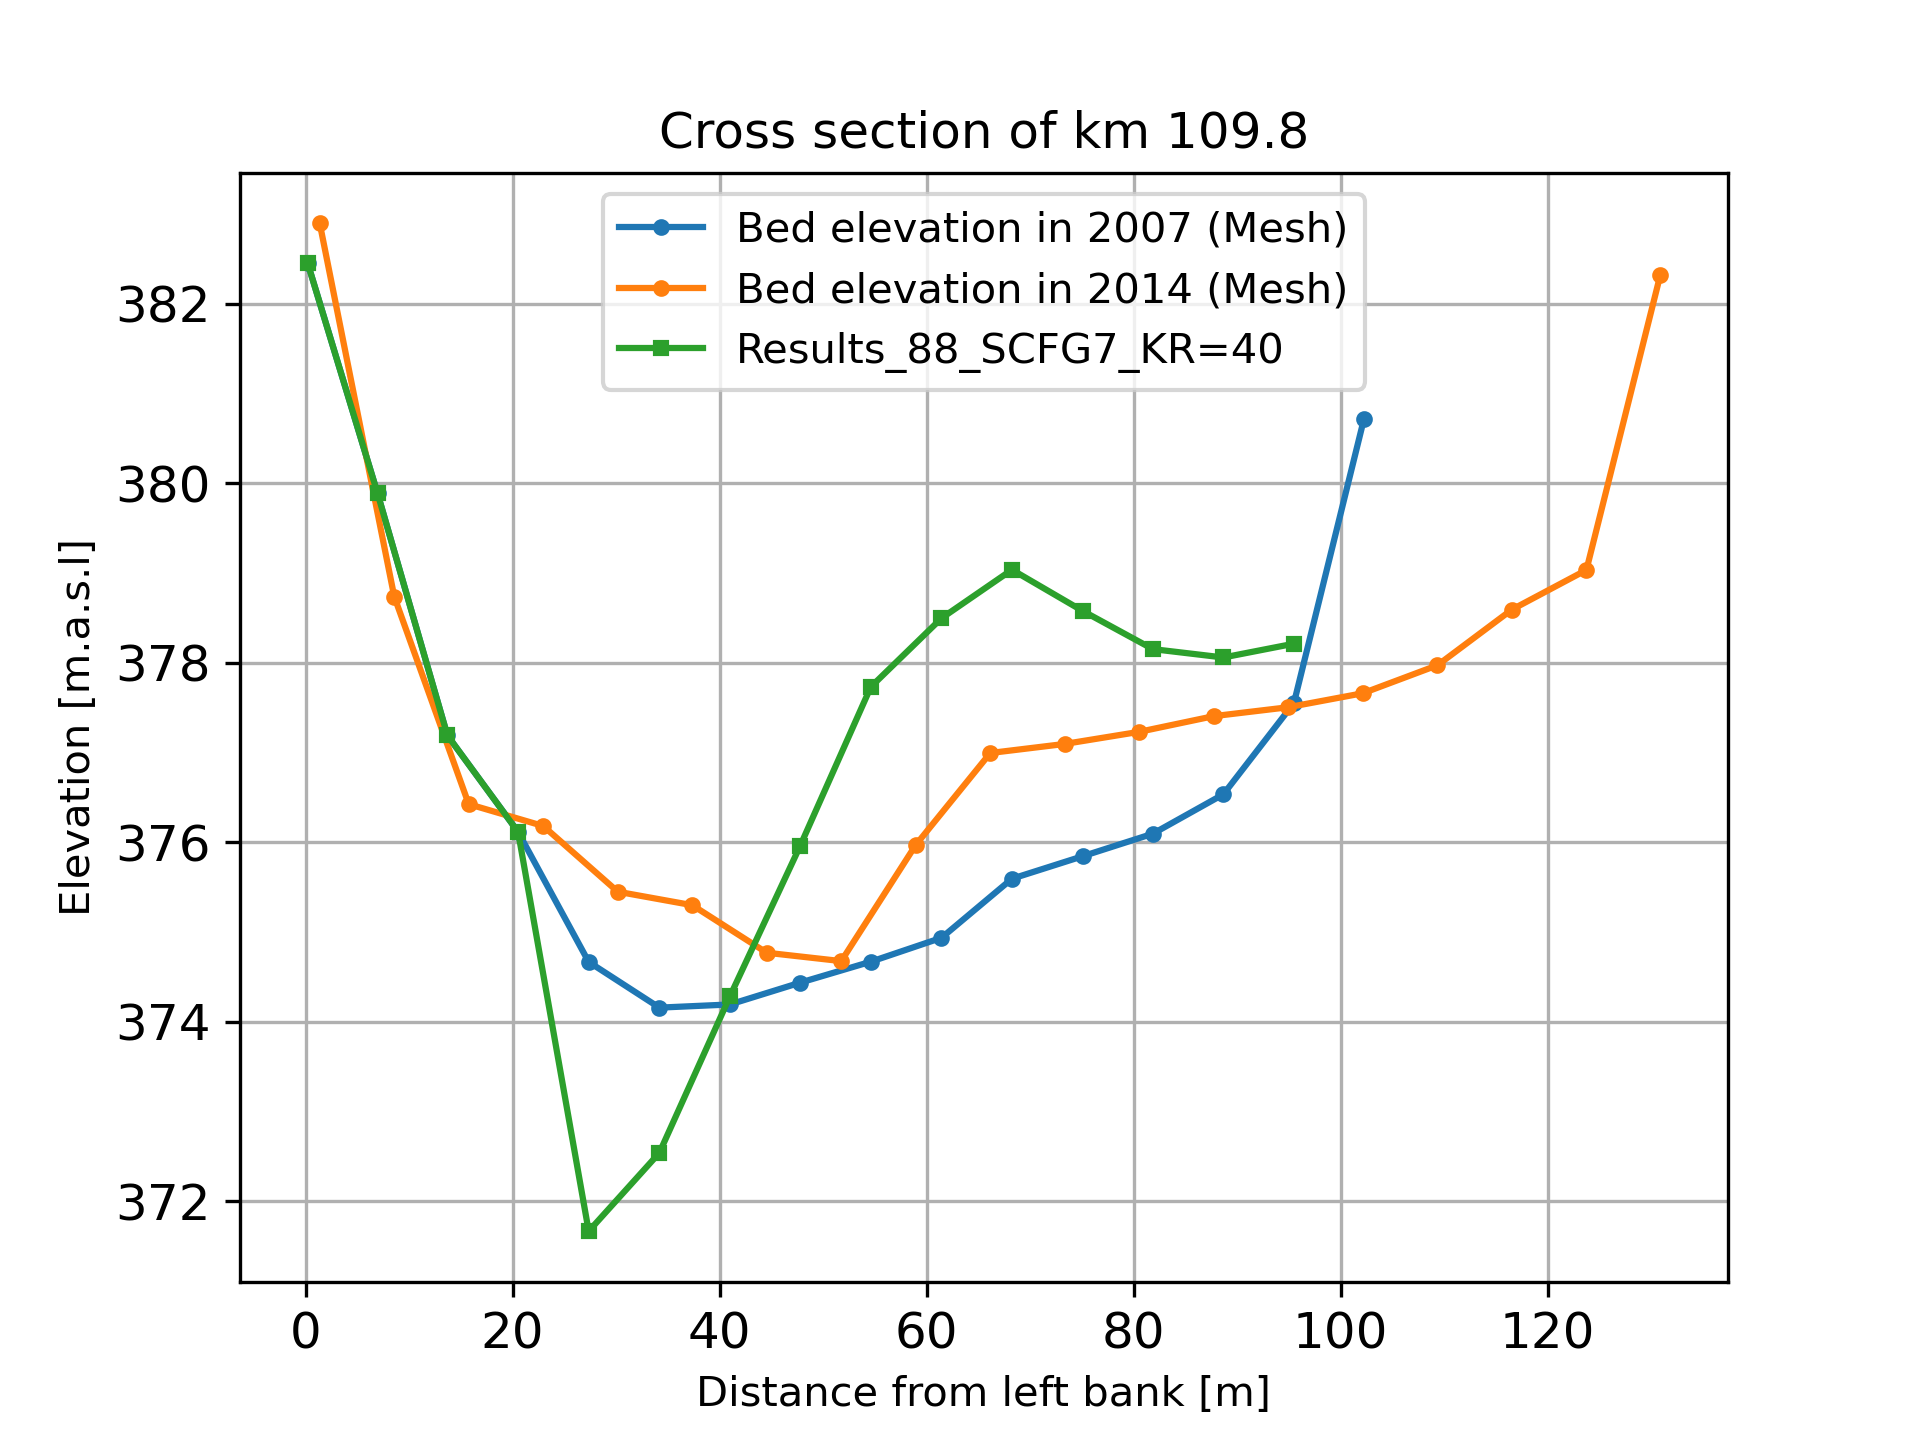 Cross section of km 109.8
Bed elevation in 2007 (Mesh)
Bed elevation in 2014 (Mesh)
Results_88_SCFG7_KR=40
382
380
378
376
374
372
Elevation [m.a.s.l]
0 20 40 60 80 100 120
Distance from left bank [m]